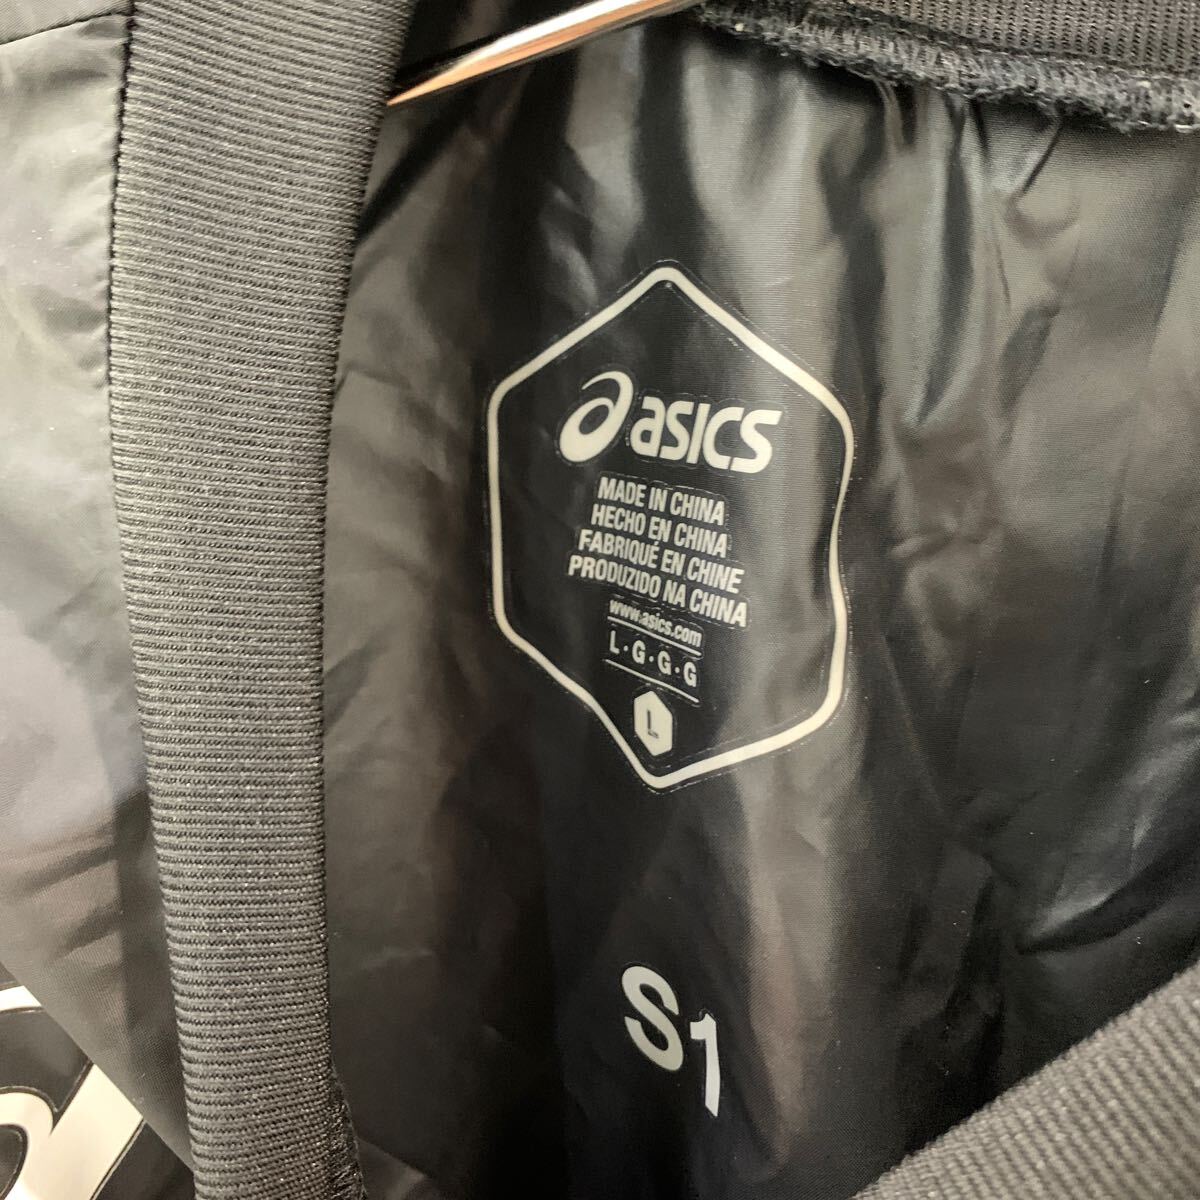 asics
MADE IN CHINA
HECHO EN CHINA
FABRIQUÉ EN CHINE
PRODUZIDO NA CHINA
www.asics.com
L·G·G·G
L
S1